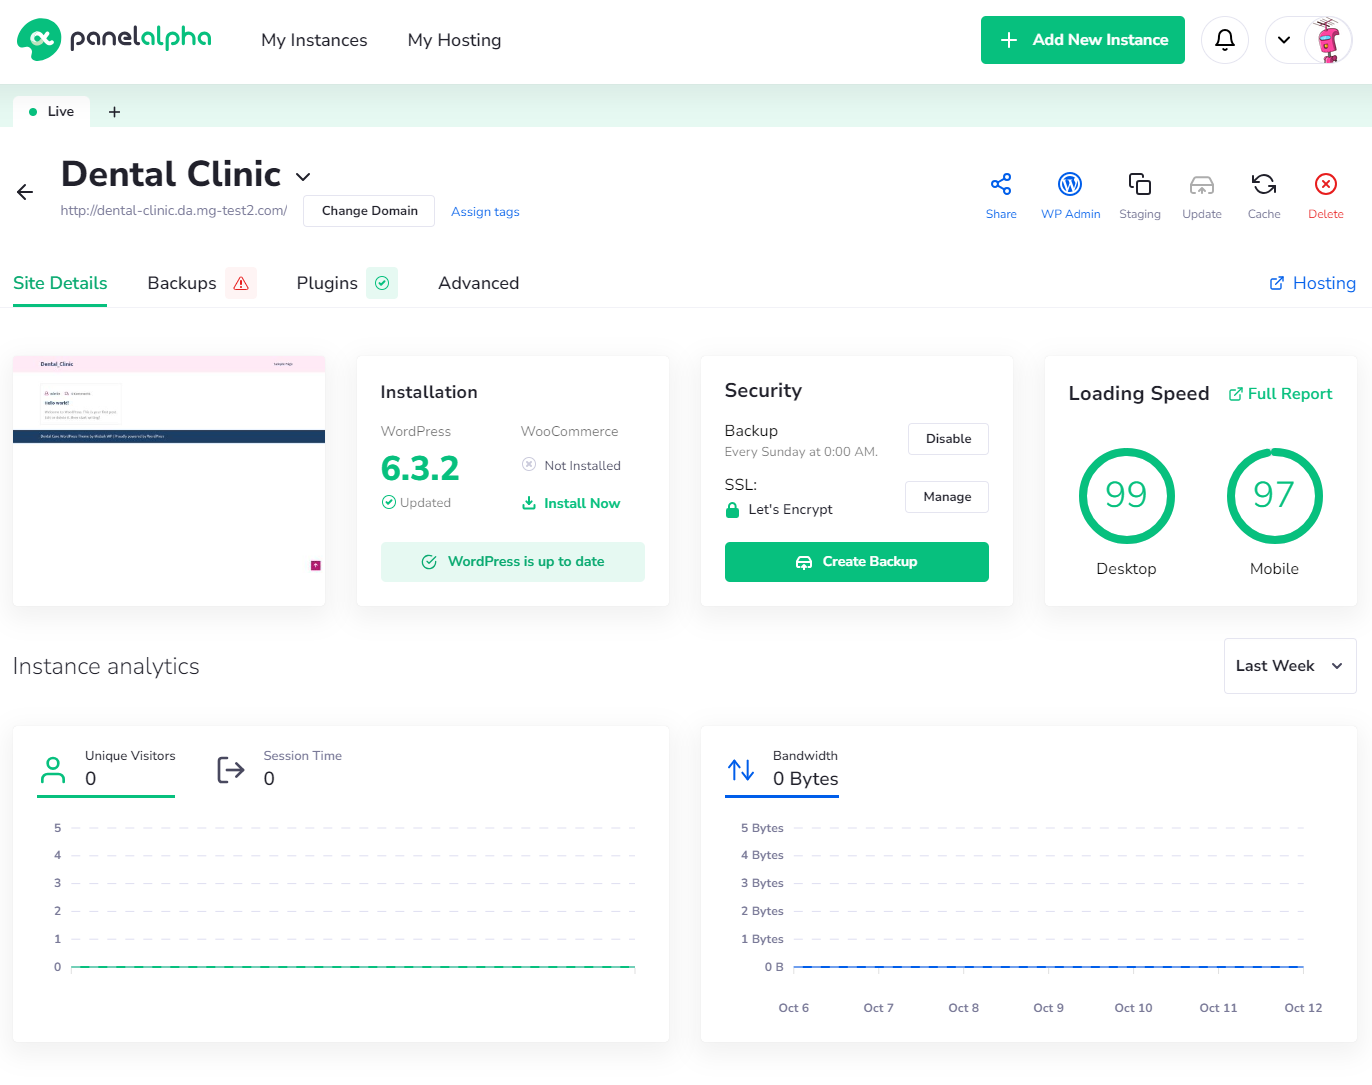 panelalpha
My Instances
My Hosting
Add New Instance
Live
Dental Clinic
http://dental-clinic.da.mg-test2.com/
Change Domain
Assign tags
Share
WP Admin
Staging
Update
Cache
Delete
Site Details
Backups
Plugins
Advanced
Hosting
Dental_Clinic
Hello world!
Installation
WordPress
6.3.2
Updated
WooCommerce
Not Installed
Install Now
WordPress is up to date
Security
Backup
Every Sunday at 0:00 AM.
Disable
SSL:
Let's Encrypt
Manage
Create Backup
Loading Speed
Full Report
99
Desktop
97
Mobile
Instance analytics
Last Week
Unique Visitors
0
Session Time
0
5
4
3
2
1
0
Bandwidth
0 Bytes
5 Bytes
4 Bytes
3 Bytes
2 Bytes
1 Bytes
0 B
Oct 6
Oct 7
Oct 8
Oct 9
Oct 10
Oct 11
Oct 12